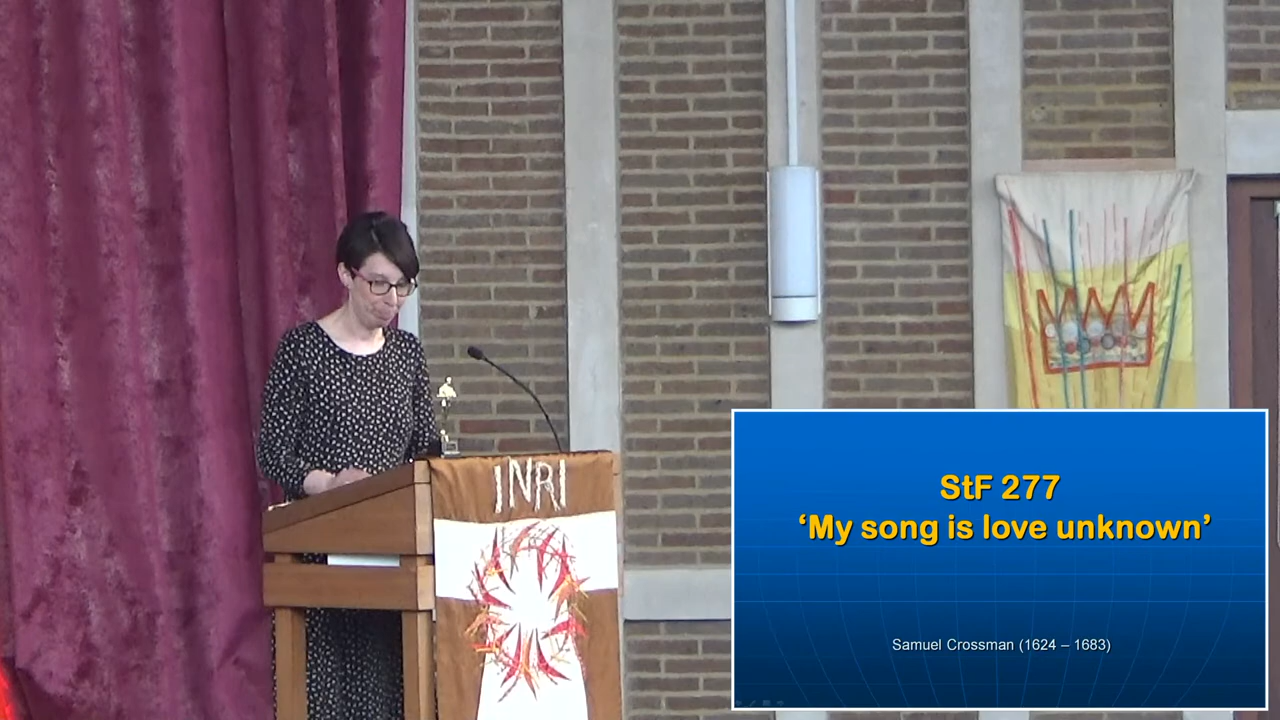 INRI
StF 277
‘My song is love unknown’
Samuel Crossman (1624 – 1683)